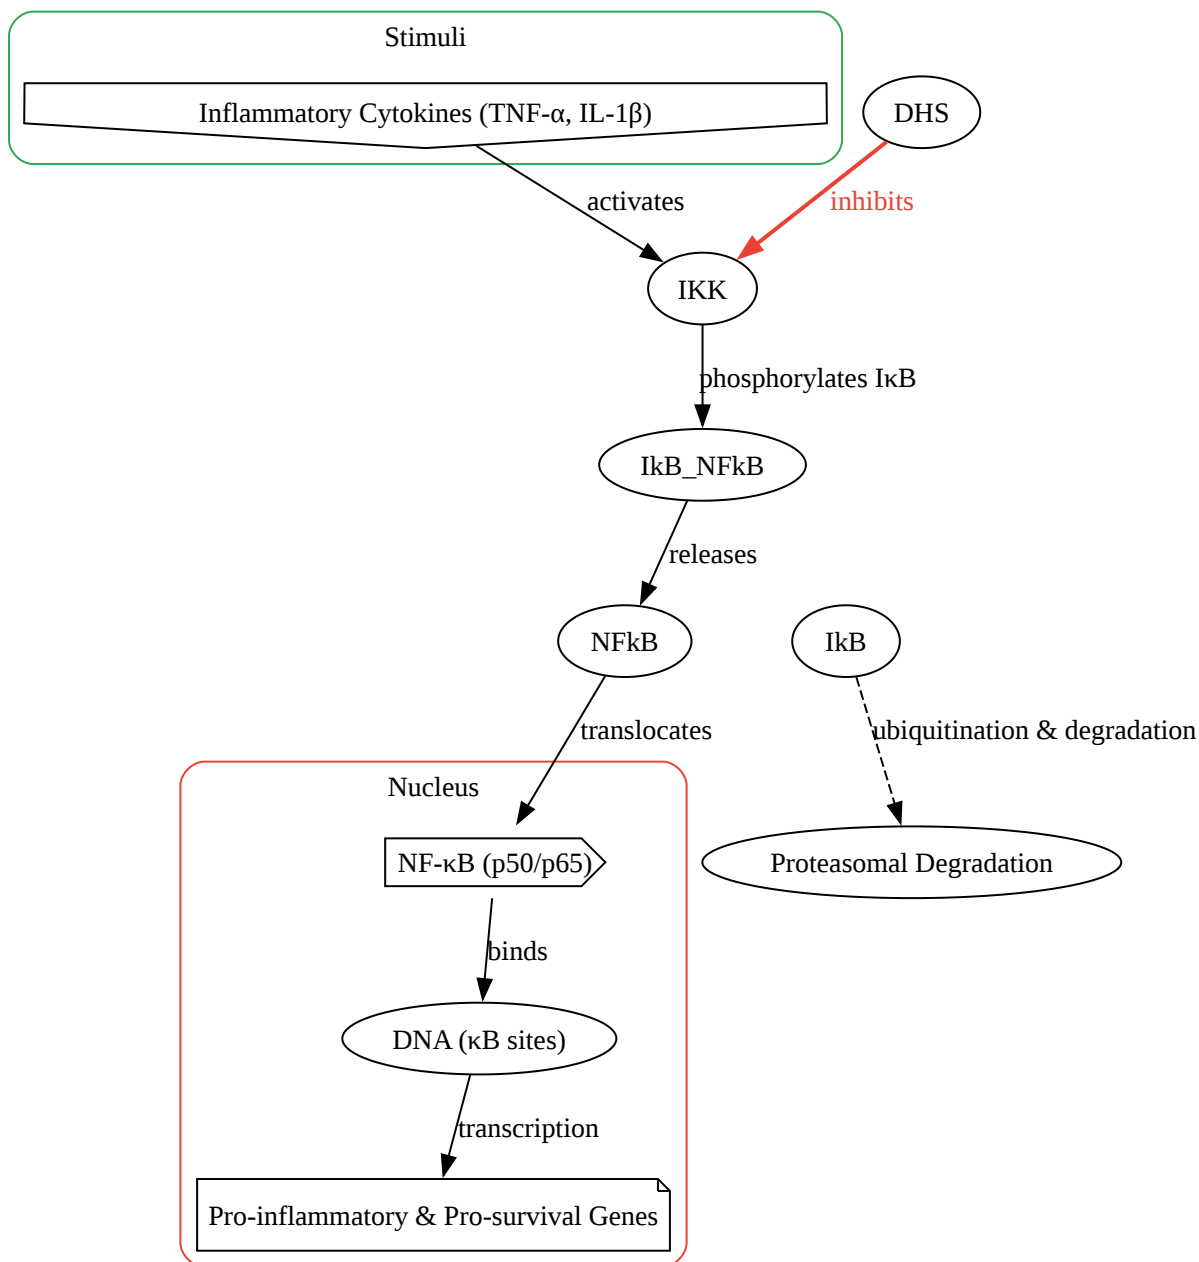 Stimuli
Inflammatory Cytokines (TNF-α, IL-1β)
DHS
activates
inhibits
IKK
phosphorylates IκB
IkB_NFkB
releases
NFkB
IkB
translocates
ubiquitination & degradation
Nucleus
NF-κB (p50/p65)
Proteasomal Degradation
binds
DNA (κB sites)
transcription
Pro-inflammatory & Pro-survival Genes